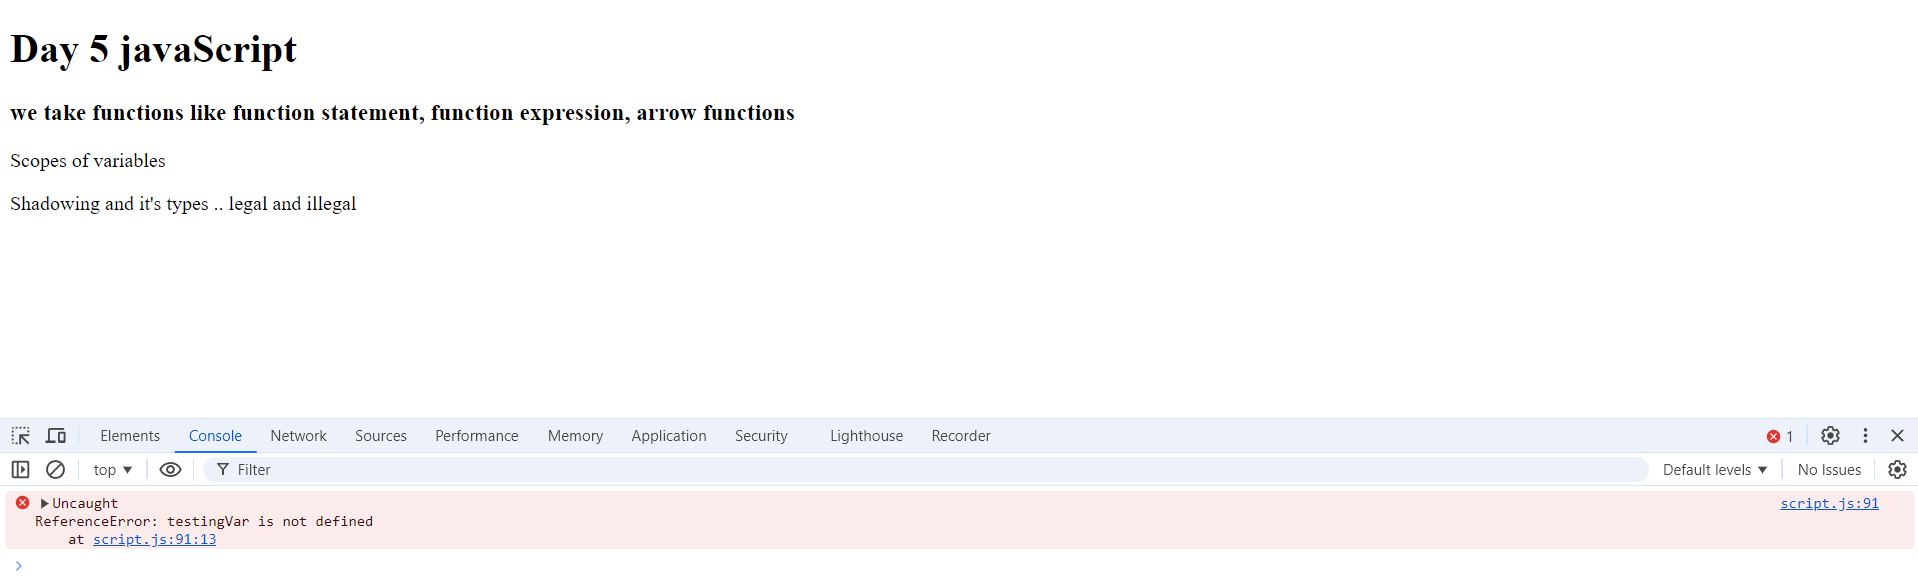 Day 5 javaScript
we take functions like function statement, function expression, arrow functions
Scopes of variables
Shadowing and it's types .. legal and illegal
Elements Console Network Sources Performance Memory Application Security Lighthouse Recorder 1
top Filter Default levels No Issues
Uncaught script.js:91
ReferenceError: testingVar is not defined
at script.js:91:13